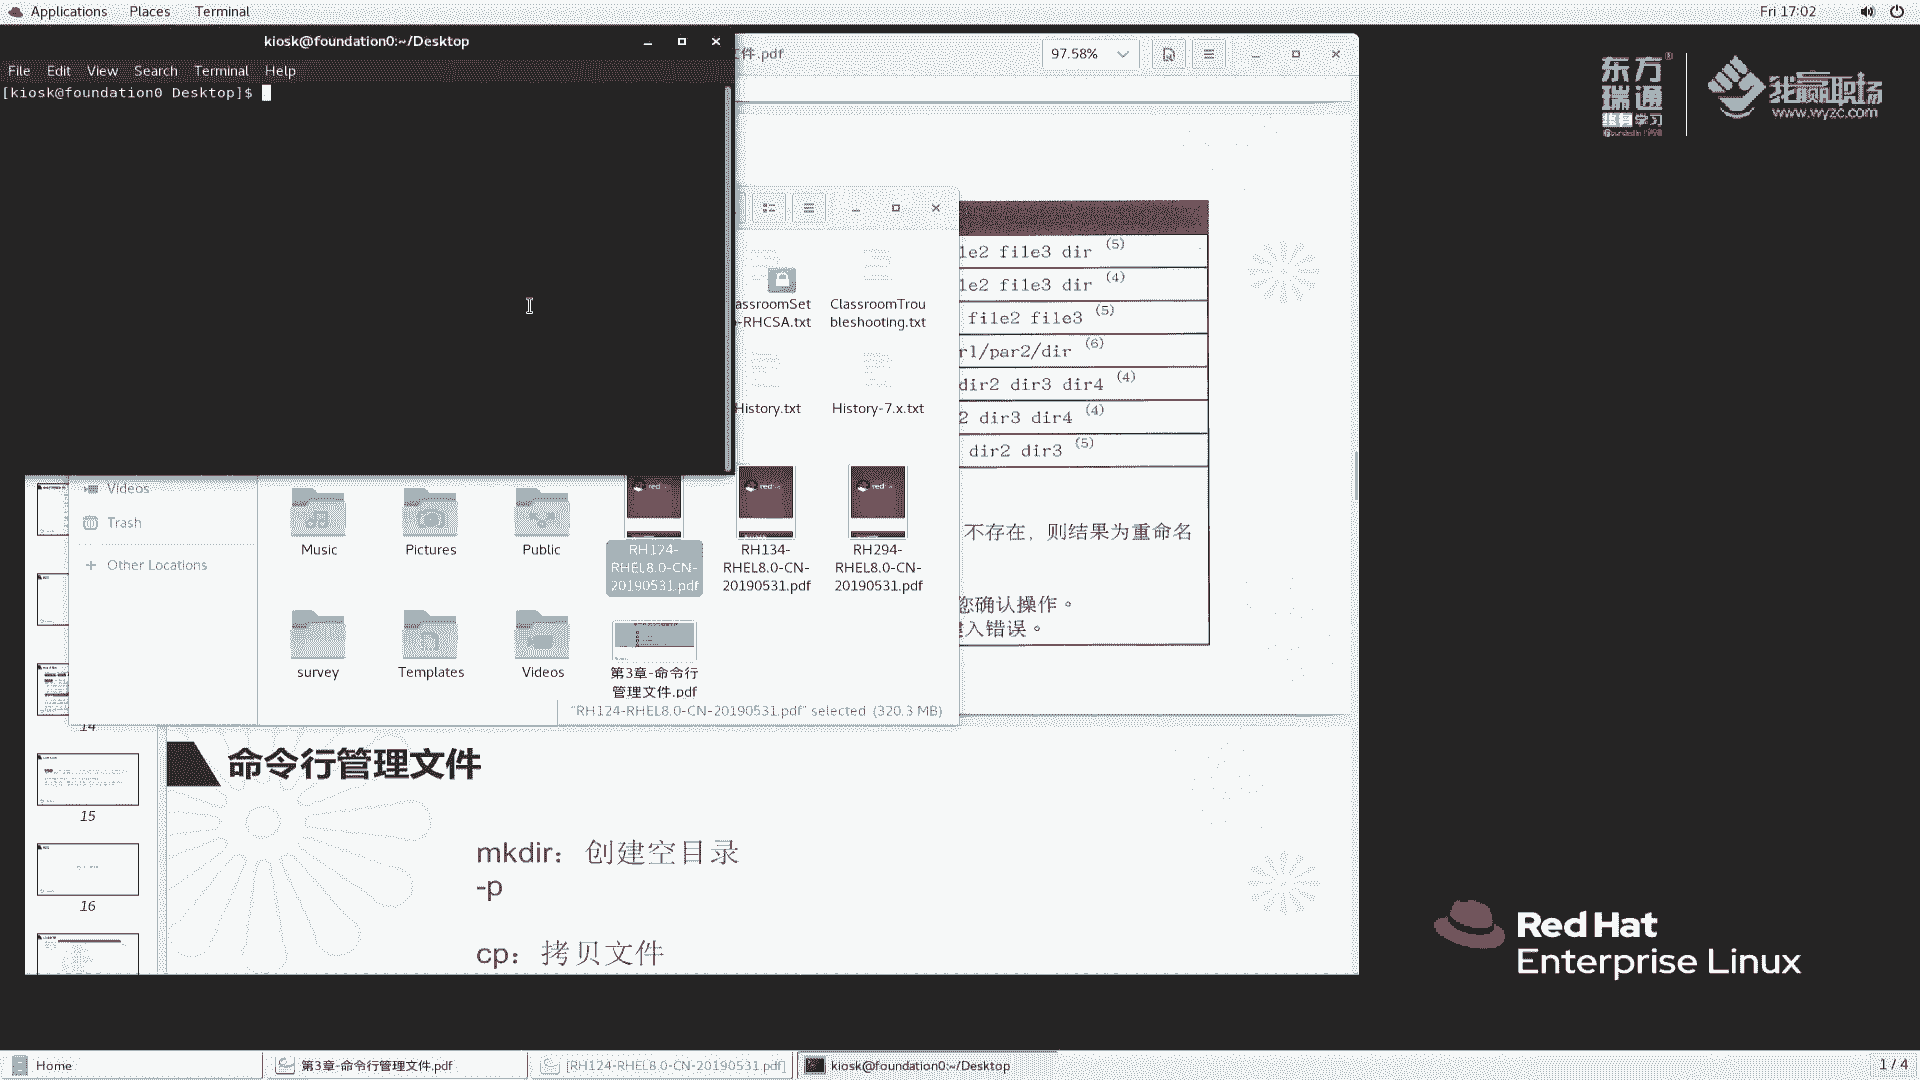 Applications Places Terminal Fri 17:02
kiosk@foundation0:~/Desktop
File Edit View Search Terminal Help
[kiosk@foundation0 Desktop]$
件.pdf
97.58%
东方
瑞通
终身学习
我赢职场
www.wyzc.com
assroomSet
-RHCSA.txt
ClassroomTrou
bleshooting.txt
History.txt
History-7.x.txt
le2 file3 dir (5)
le2 file3 dir (4)
file2 file3 (5)
r1/par2/dir (6)
dir2 dir3 dir4 (4)
2 dir3 dir4 (4)
dir2 dir3 (5)
不存在，则结果为重命名
您确认操作。
入错误。
Videos
Trash
Other Locations
Music
Pictures
Public
RH124-
RHEL8.0-CN-
20190531.pdf
RH134-
RHEL8.0-CN-
20190531.pdf
RH294-
RHEL8.0-CN-
20190531.pdf
survey
Templates
Videos
第3章-命令行
管理文件.pdf
"RH124-RHEL8.0-CN-20190531.pdf" selected (320.3 MB)
14
15
16
命令行管理文件
mkdir：创建空目录
-p
cp：拷贝文件
Red Hat
Enterprise Linux
Home
第3章-命令行管理文件.pdf
[RH124-RHEL8.0-CN-20190531.pdf]
kiosk@foundation0:~/Desktop
1 / 4